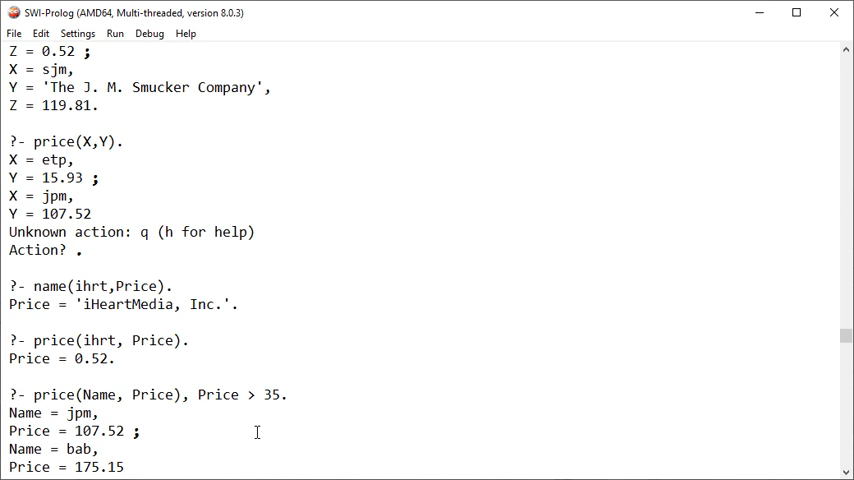 SWI-Prolog (AMD64, Multi-threaded, version 8.0.3)
File Edit Settings Run Debug Help
Z = 0.52 ;
X = sjm,
Y = 'The J. M. Smucker Company',
Z = 119.81.
?- price(X,Y).
X = etp,
Y = 15.93 ;
X = jpm,
Y = 107.52
Unknown action: q (h for help)
Action? .
?- name(ihrt,Price).
Price = 'iHeartMedia, Inc.'.
?- price(ihrt, Price).
Price = 0.52.
?- price(Name, Price), Price > 35.
Name = jpm,
Price = 107.52 ;
Name = bab,
Price = 175.15